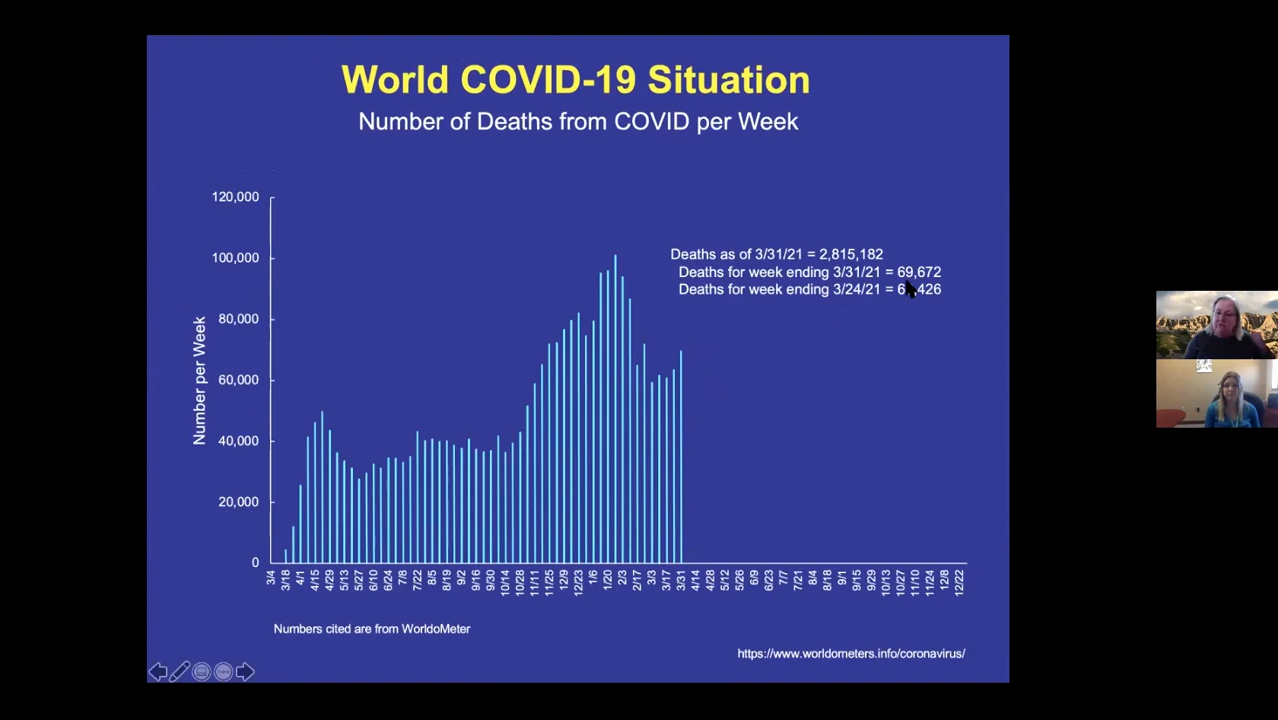 World COVID-19 Situation
Number of Deaths from COVID per Week
Number per Week
120,000
100,000
80,000
60,000
40,000
20,000
0
Deaths as of 3/31/21 = 2,815,182
Deaths for week ending 3/31/21 = 69,672
Deaths for week ending 3/24/21 =
3/4 3/18 4/1 4/15 4/29 5/13 5/27 6/10 6/24 7/8 7/22 8/5 8/19 9/2 9/16 9/30 10/14 10/28 11/11 11/25 12/9 12/23 1/6 1/20 2/3 2/17 3/3 3/17 3/31 4/14 4/28 5/12 5/26 6/9 6/23 7/7 7/21 8/4 8/18 9/1 9/15 9/29 10/13 10/27 11/10 11/24 12/8 12/22
Numbers cited are from WorldoMeter
https://www.worldometers.info/coronavirus/